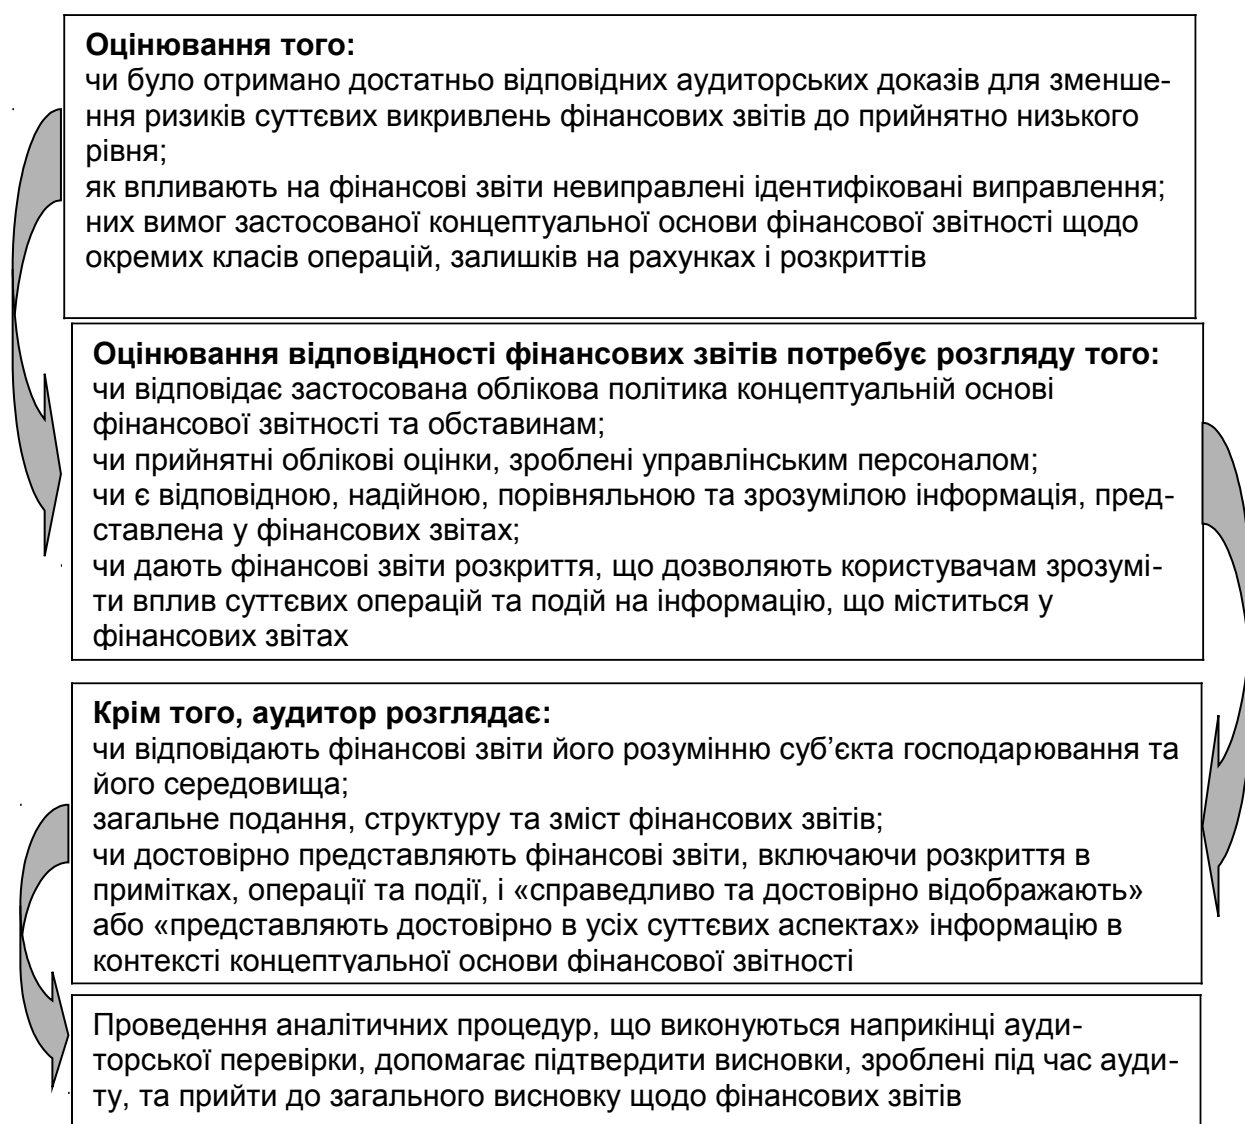 Оцінювання того:
чи було отримано достатньо відповідних аудиторських доказів для зменше-
ння ризиків суттєвих викривлень фінансових звітів до прийнятно низького
рівня;
як впливають на фінансові звіти невиправлені ідентифіковані виправлення;
них вимог застосованої концептуальної основи фінансової звітності щодо
окремих класів операцій, залишків на рахунках і розкриттів
Оцінювання відповідності фінансових звітів потребує розгляду того:
чи відповідає застосована облікова політика концептуальній основі
фінансової звітності та обставинам;
чи прийнятні облікові оцінки, зроблені управлінським персоналом;
чи є відповідною, надійною, порівняльною та зрозумілою інформація, пред-
ставлена у фінансових звітах;
чи дають фінансові звіти розкриття, що дозволяють користувачам зрозумі-
ти вплив суттєвих операцій та подій на інформацію, що міститься у
фінансових звітах
Крім того, аудитор розглядає:
чи відповідають фінансові звіти його розумінню суб’єкта господарювання та
його середовища;
загальне подання, структуру та зміст фінансових звітів;
чи достовірно представляють фінансові звіти, включаючи розкриття в
примітках, операції та події, і «справедливо та достовірно відображають»
або «представляють достовірно в усіх суттєвих аспектах» інформацію в
контексті концептуальної основи фінансової звітності
Проведення аналітичних процедур, що виконуються наприкінці ауди-
торської перевірки, допомагає підтвердити висновки, зроблені під час ауди-
ту, та прийти до загального висновку щодо фінансових звітів